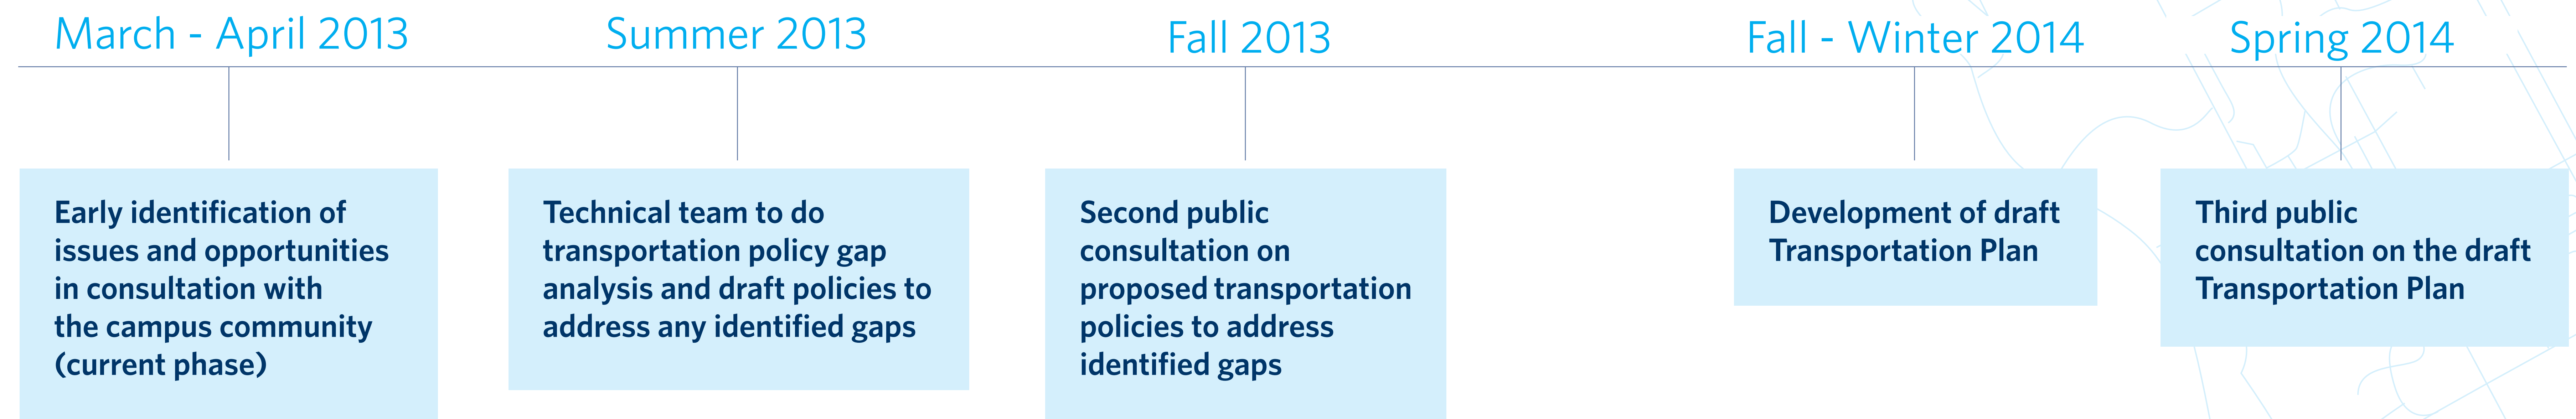 March - April 2013
Summer 2013
Fall 2013
Fall - Winter 2014
Spring 2014
Early identification of
issues and opportunities
in consultation with
the campus community
(current phase)
Technical team to do
transportation policy gap
analysis and draft policies to
address any identified gaps
Second public
consultation on
proposed transportation
policies to address
identified gaps
Development of draft
Transportation Plan
Third public
consultation on the draft
Transportation Plan